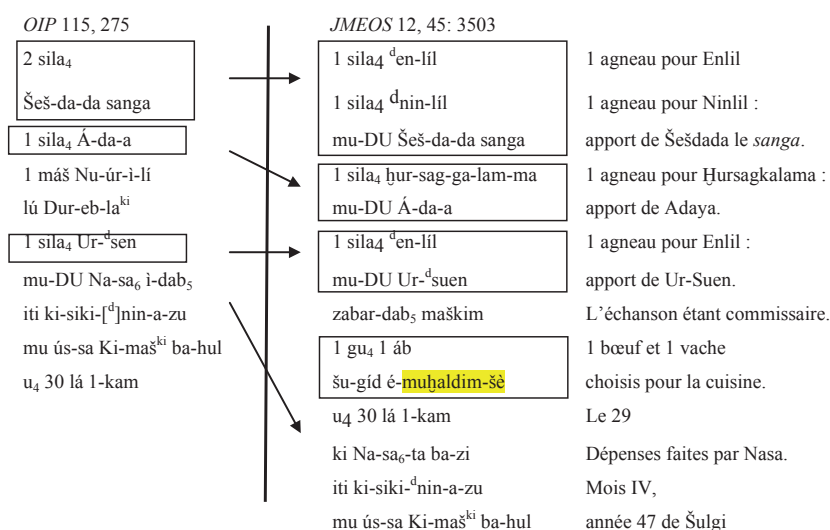 OIP 115, 275
2 sila₄
Šeš-da-da sanga
1 sila₄ Á-da-a
1 máš Nu-úr-ì-lí
lú Dur-eb-laᵏⁱ
1 sila₄ Ur-ᵈsen
mu-DU Na-sa₆ ì-dab₅
iti ki-siki-[ᵈ]nin-a-zu
mu ús-sa Ki-mašᵏⁱ ba-hul
u₄ 30 lá 1-kam
JMEOS 12, 45: 3503
1 sila4 ᵈen-líl
1 sila4 ᵈnin-líl
mu-DU Šeš-da-da sanga
1 sila₄ ḫur-sag-ga-lam-ma
mu-DU Á-da-a
1 sila4 ᵈen-líl
mu-DU Ur-ᵈsuen
zabar-dab₅ maškim
1 gu₄ 1 áb
šu-gíd é-muḫaldim-šè
u4 30 lá 1-kam
ki Na-sa₆-ta ba-zi
iti ki-siki-ᵈnin-a-zu
mu ús-sa Ki-mašᵏⁱ ba-hul
1 agneau pour Enlil
1 agneau pour Ninlil :
apport de Šešdada le sanga.
1 agneau pour Ḫursagkalama :
apport de Adaya.
1 agneau pour Enlil :
apport de Ur-Suen.
L’échanson étant commissaire.
1 bœuf et 1 vache
choisis pour la cuisine.
Le 29
Dépenses faites par Nasa.
Mois IV,
année 47 de Šulgi